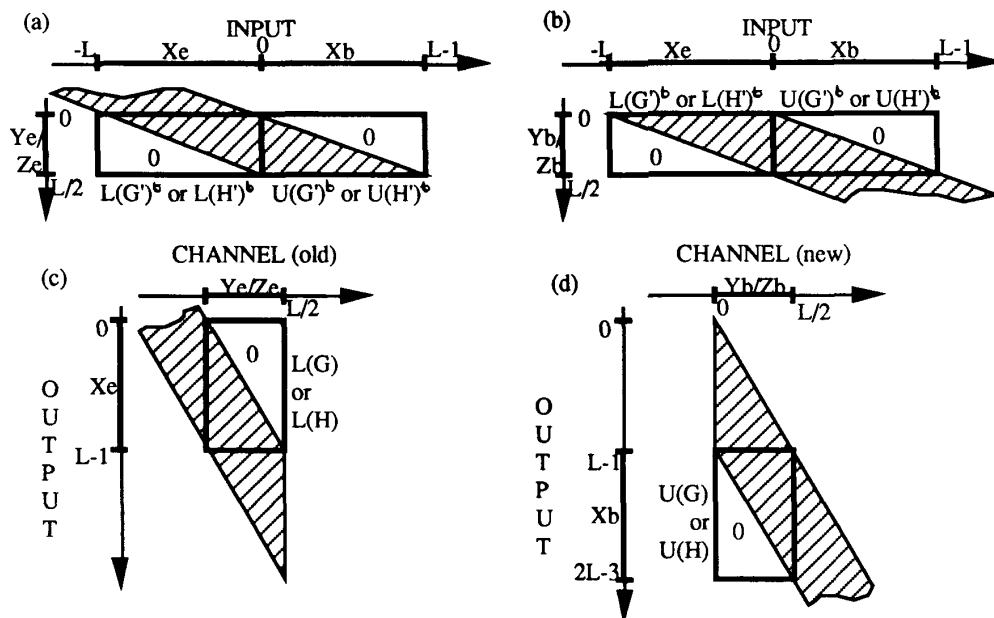 (a)
INPUT
-L Xe 0 Xb L-1
0
Ye/
Ze
L/2
0
0
L(G') or L(H') U(G') or U(H')
(b)
INPUT
-L Xe 0 Xb L-1
L(G') or L(H') U(G') or U(H')
0
Yb/
Zb
L/2
0
0
(c)
CHANNEL (old)
Ye/Ze
L/2
0
Xe
L-1
OUTPUT
0
L(G)
or
L(H)
(d)
CHANNEL (new)
Yb/Zb
0
L/2
0
L-1
Xb
2L-3
OUTPUT
U(G)
or
U(H)
0